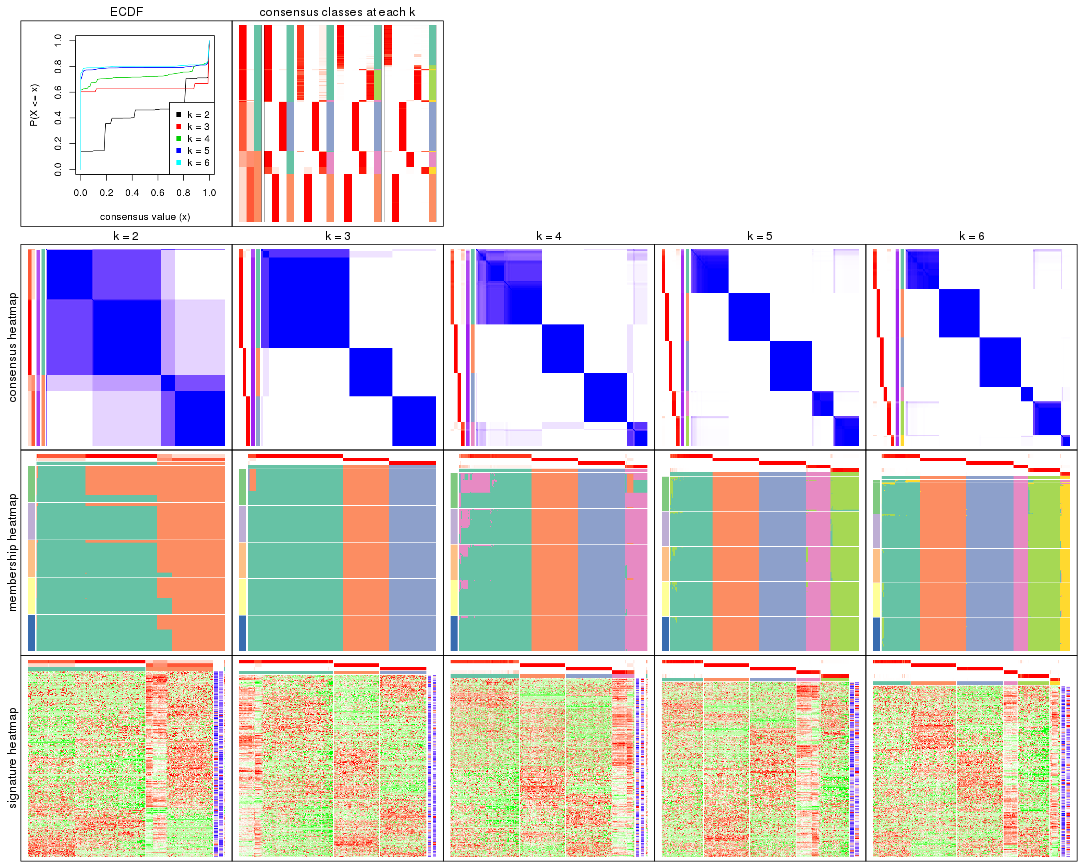 ECDF
consensus classes at each k
P(X <= x)
0.0 0.2 0.4 0.6 0.8 1.0
k = 2
k = 3
k = 4
k = 5
k = 6
0.0 0.2 0.4 0.6 0.8 1.0
consensus value (x)
k = 2 k = 3 k = 4 k = 5 k = 6
consensus heatmap
membership heatmap
signature heatmap